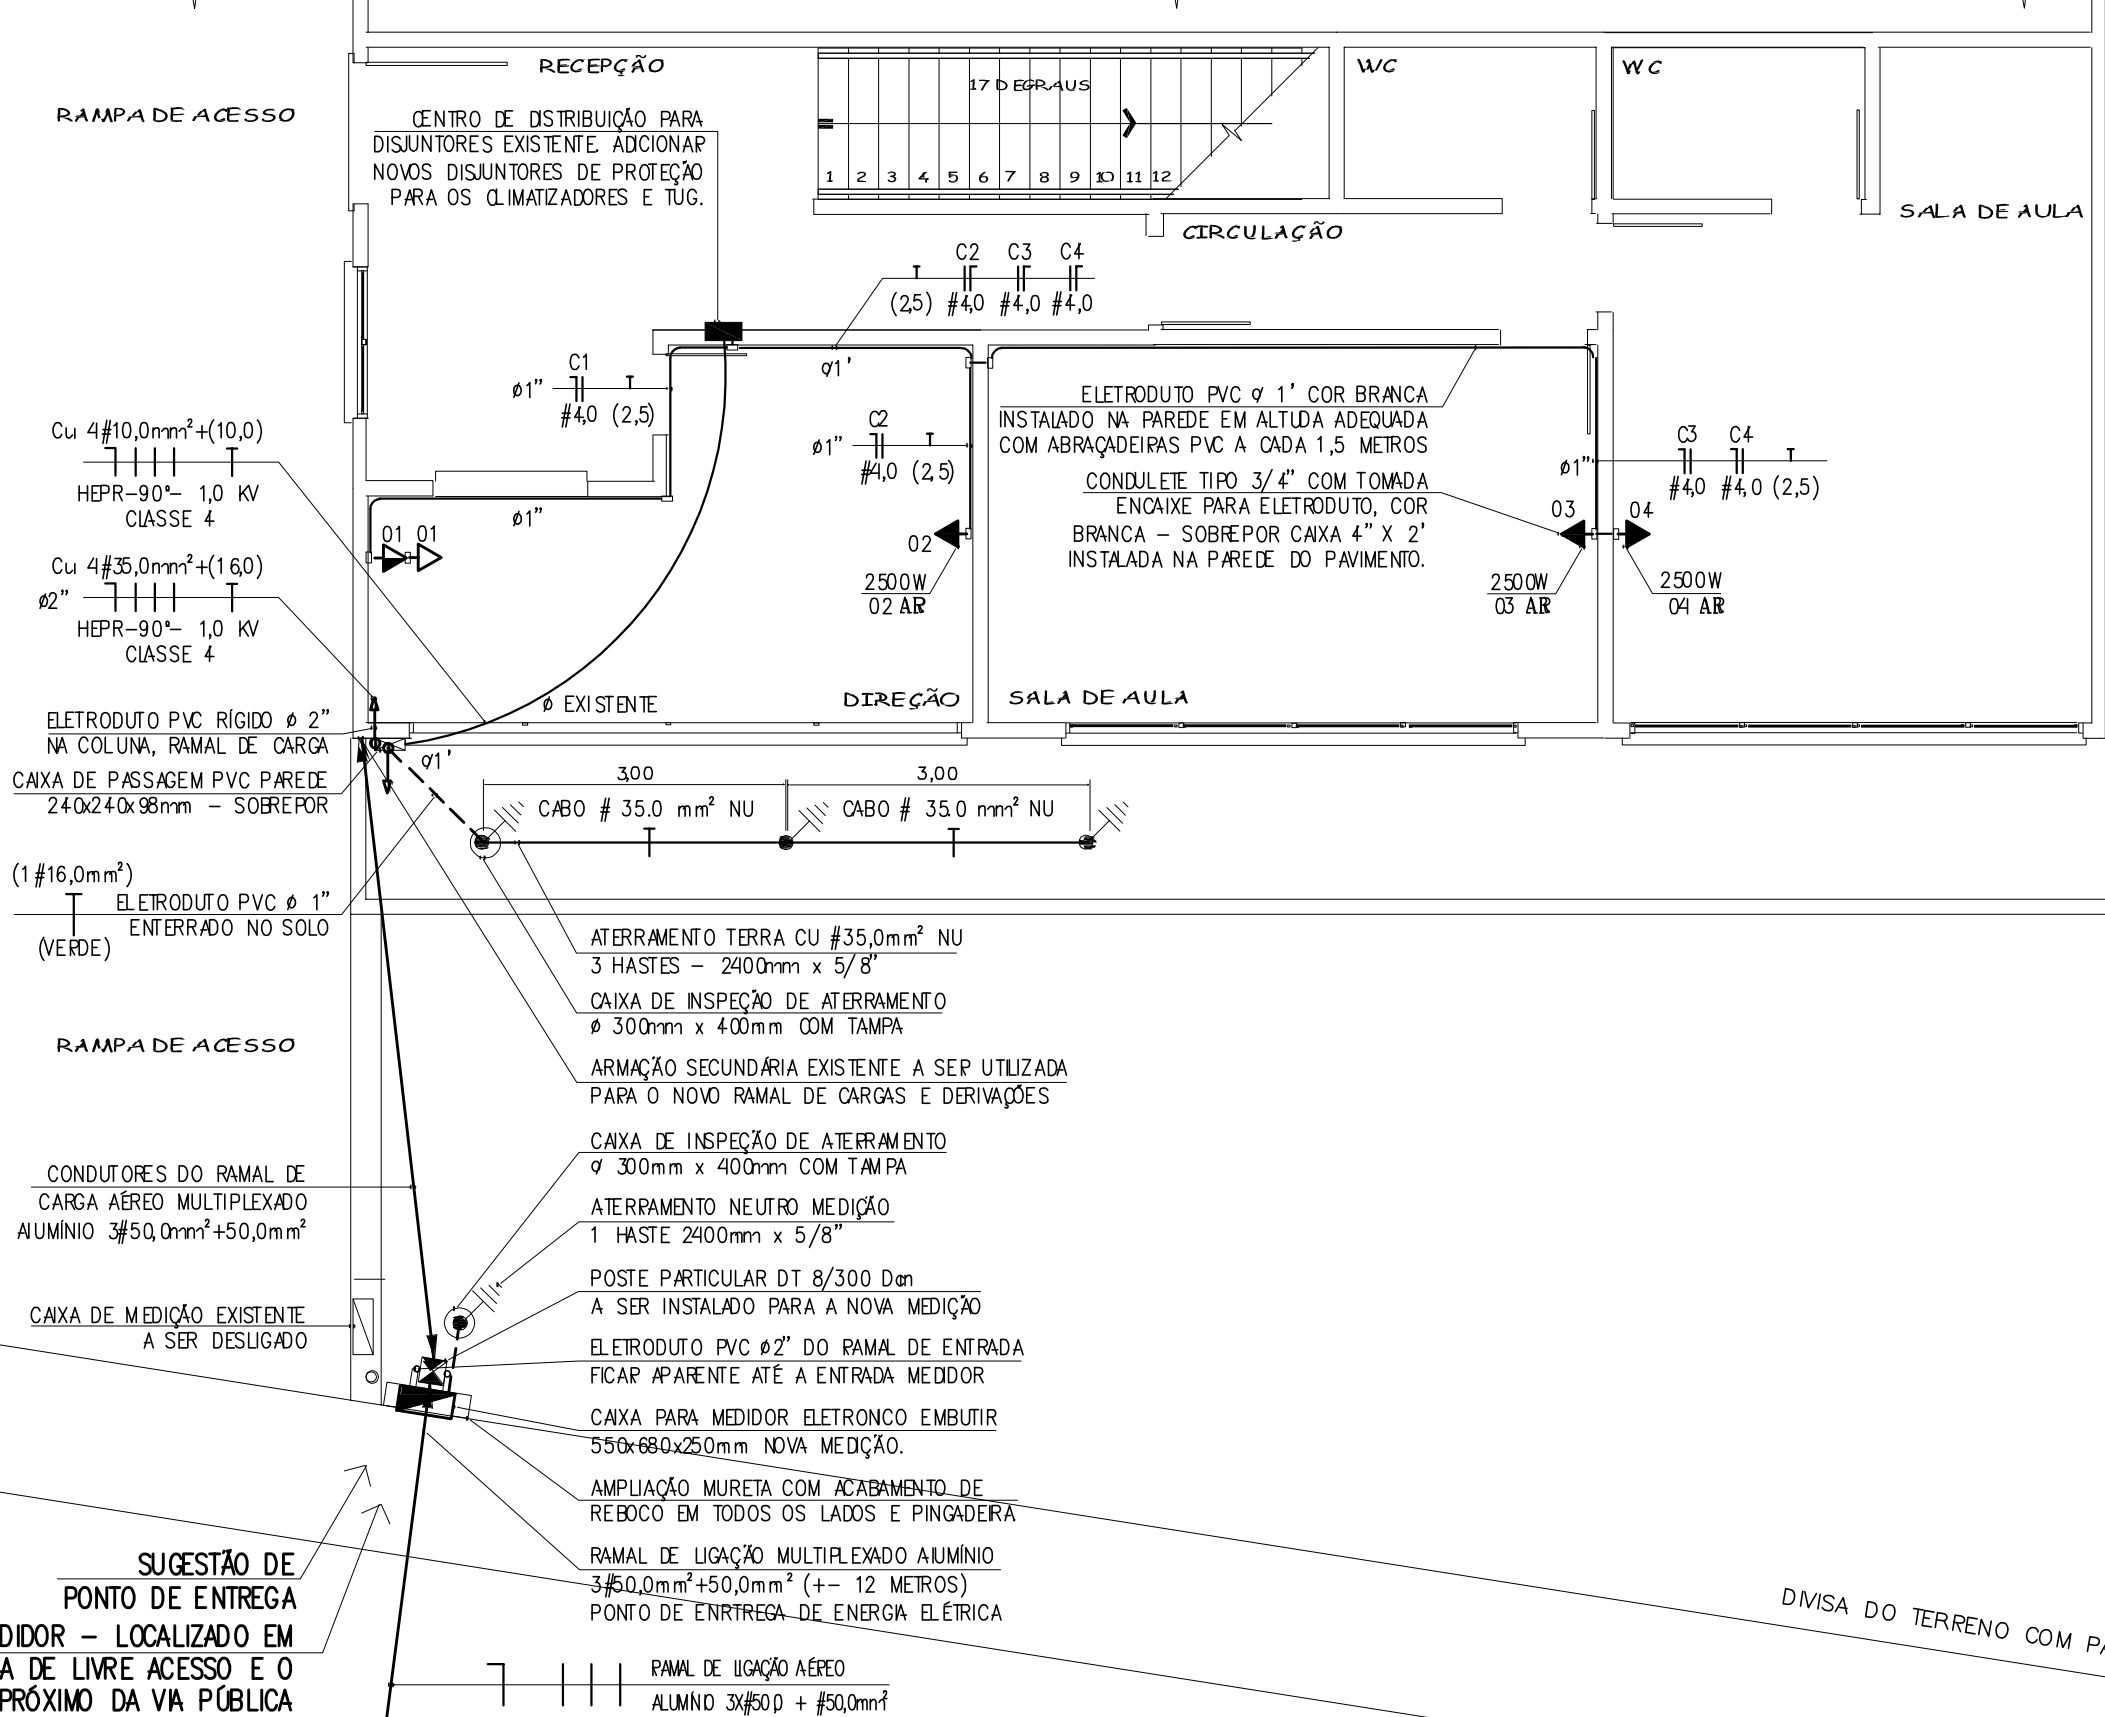 RECEPÇÃO
WC
WC
RAMPA DE ACESSO
17 DEGRAUS
1 2 3 4 5 6 7 8 9 10 11 12
CENTRO DE DISTRIBUIÇÃO PARA
DISJUNTORES EXISTENTE. ADICIONAR
NOVOS DISJUNTORES DE PROTEÇÃO
PARA OS CLIMATIZADORES E TUG.
SALA DE AULA
CIRCULAÇÃO
C2 C3 C4
(2,5) #4,0 #4,0 #4,0
ø1"
C1
ø1"
#4,0 (2,5)
C2
ø1"
#4,0 (2,5)
ELETRODUTO PVC ø 1" COR BRANCA
INSTALADO NA PAREDE EM ALTUDA ADEQUADA
COM ABRAÇADEIRAS PVC A CADA 1,5 METROS
CONDULETE TIPO 3/4" COM TOMADA
ENCAIXE PARA ELETRODUTO, COR
BRANCA – SOBREPOR CAIXA 4" X 2"
INSTALADA NA PAREDE DO PAVIMENTO.
C3 C4
ø1"
#4,0 #4,0 (2,5)
Cu 4#10,0mm²+(10,0)
HEPR-90°- 1,0 KV
CLASSE 4
ø1"
01 01
02
03
04
Cu 4#35,0mm²+(16,0)
ø2"
HEPR-90°- 1,0 KV
CLASSE 4
2500W
02 AR
2500W
03 AR
2500W
04 AR
ø EXISTENTE
DIREÇÃO
SALA DE AULA
ELETRODUTO PVC RÍGIDO ø 2"
NA COLUNA, RAMAL DE CARGA
CAIXA DE PASSAGEM PVC PAREDE
240x240x98mm – SOBREPOR
ø1"
3,00
3,00
CABO # 35.0 mm² NU
CABO # 35.0 mm² NU
(1#16,0mm²)
ELETRODUTO PVC ø 1"
ENTERRADO NO SOLO
(VERDE)
ATERRAMENTO TERRA CU #35,0mm² NU
3 HASTES – 2400mm x 5/8"
CAIXA DE INSPEÇÃO DE ATERRAMENTO
ø 300mm x 400mm COM TAMPA
RAMPA DE ACESSO
ARMAÇÃO SECUNDÁRIA EXISTENTE A SER UTILIZADA
PARA O NOVO RAMAL DE CARGAS E DERIVAÇÕES
CAIXA DE INSPEÇÃO DE ATERRAMENTO
ø 300mm x 400mm COM TAMPA
CONDUTORES DO RAMAL DE
CARGA AÉREO MULTIPLEXADO
ALUMÍNIO 3#50,0mm²+50,0mm²
ATERRAMENTO NEUTRO MEDIÇÃO
1 HASTE 2400mm x 5/8"
POSTE PARTICULAR DT 8/300 Dan
A SER INSTALADO PARA A NOVA MEDIÇÃO
CAIXA DE MEDIÇÃO EXISTENTE
A SER DESLIGADO
ELETRODUTO PVC ø2" DO RAMAL DE ENTRADA
FICAR APARENTE ATÉ A ENTRADA MEDIDOR
CAIXA PARA MEDIDOR ELETRONCO EMBUTIR
550x680x250mm NOVA MEDIÇÃO.
AMPLIAÇÃO MURETA COM ACABAMENTO DE
REBOCO EM TODOS OS LADOS E PINGADEIRA
SUGESTÃO DE
PONTO DE ENTREGA
RAMAL DE LIGAÇÃO MULTIPLEXADO ALUMÍNIO
3#50,0mm²+50,0mm² (+- 12 METROS)
PONTO DE ENRTREGA DE ENERGIA ELÉTRICA
DIDOR – LOCALIZADO EM
A DE LIVRE ACESSO E O
PRÓXIMO DA VIA PÚBLICA
DIVISA DO TERRENO COM PA
RAMAL DE LIGAÇÃO AÉREO
ALUMÍNIO 3X#50,0 + #50,0mm²